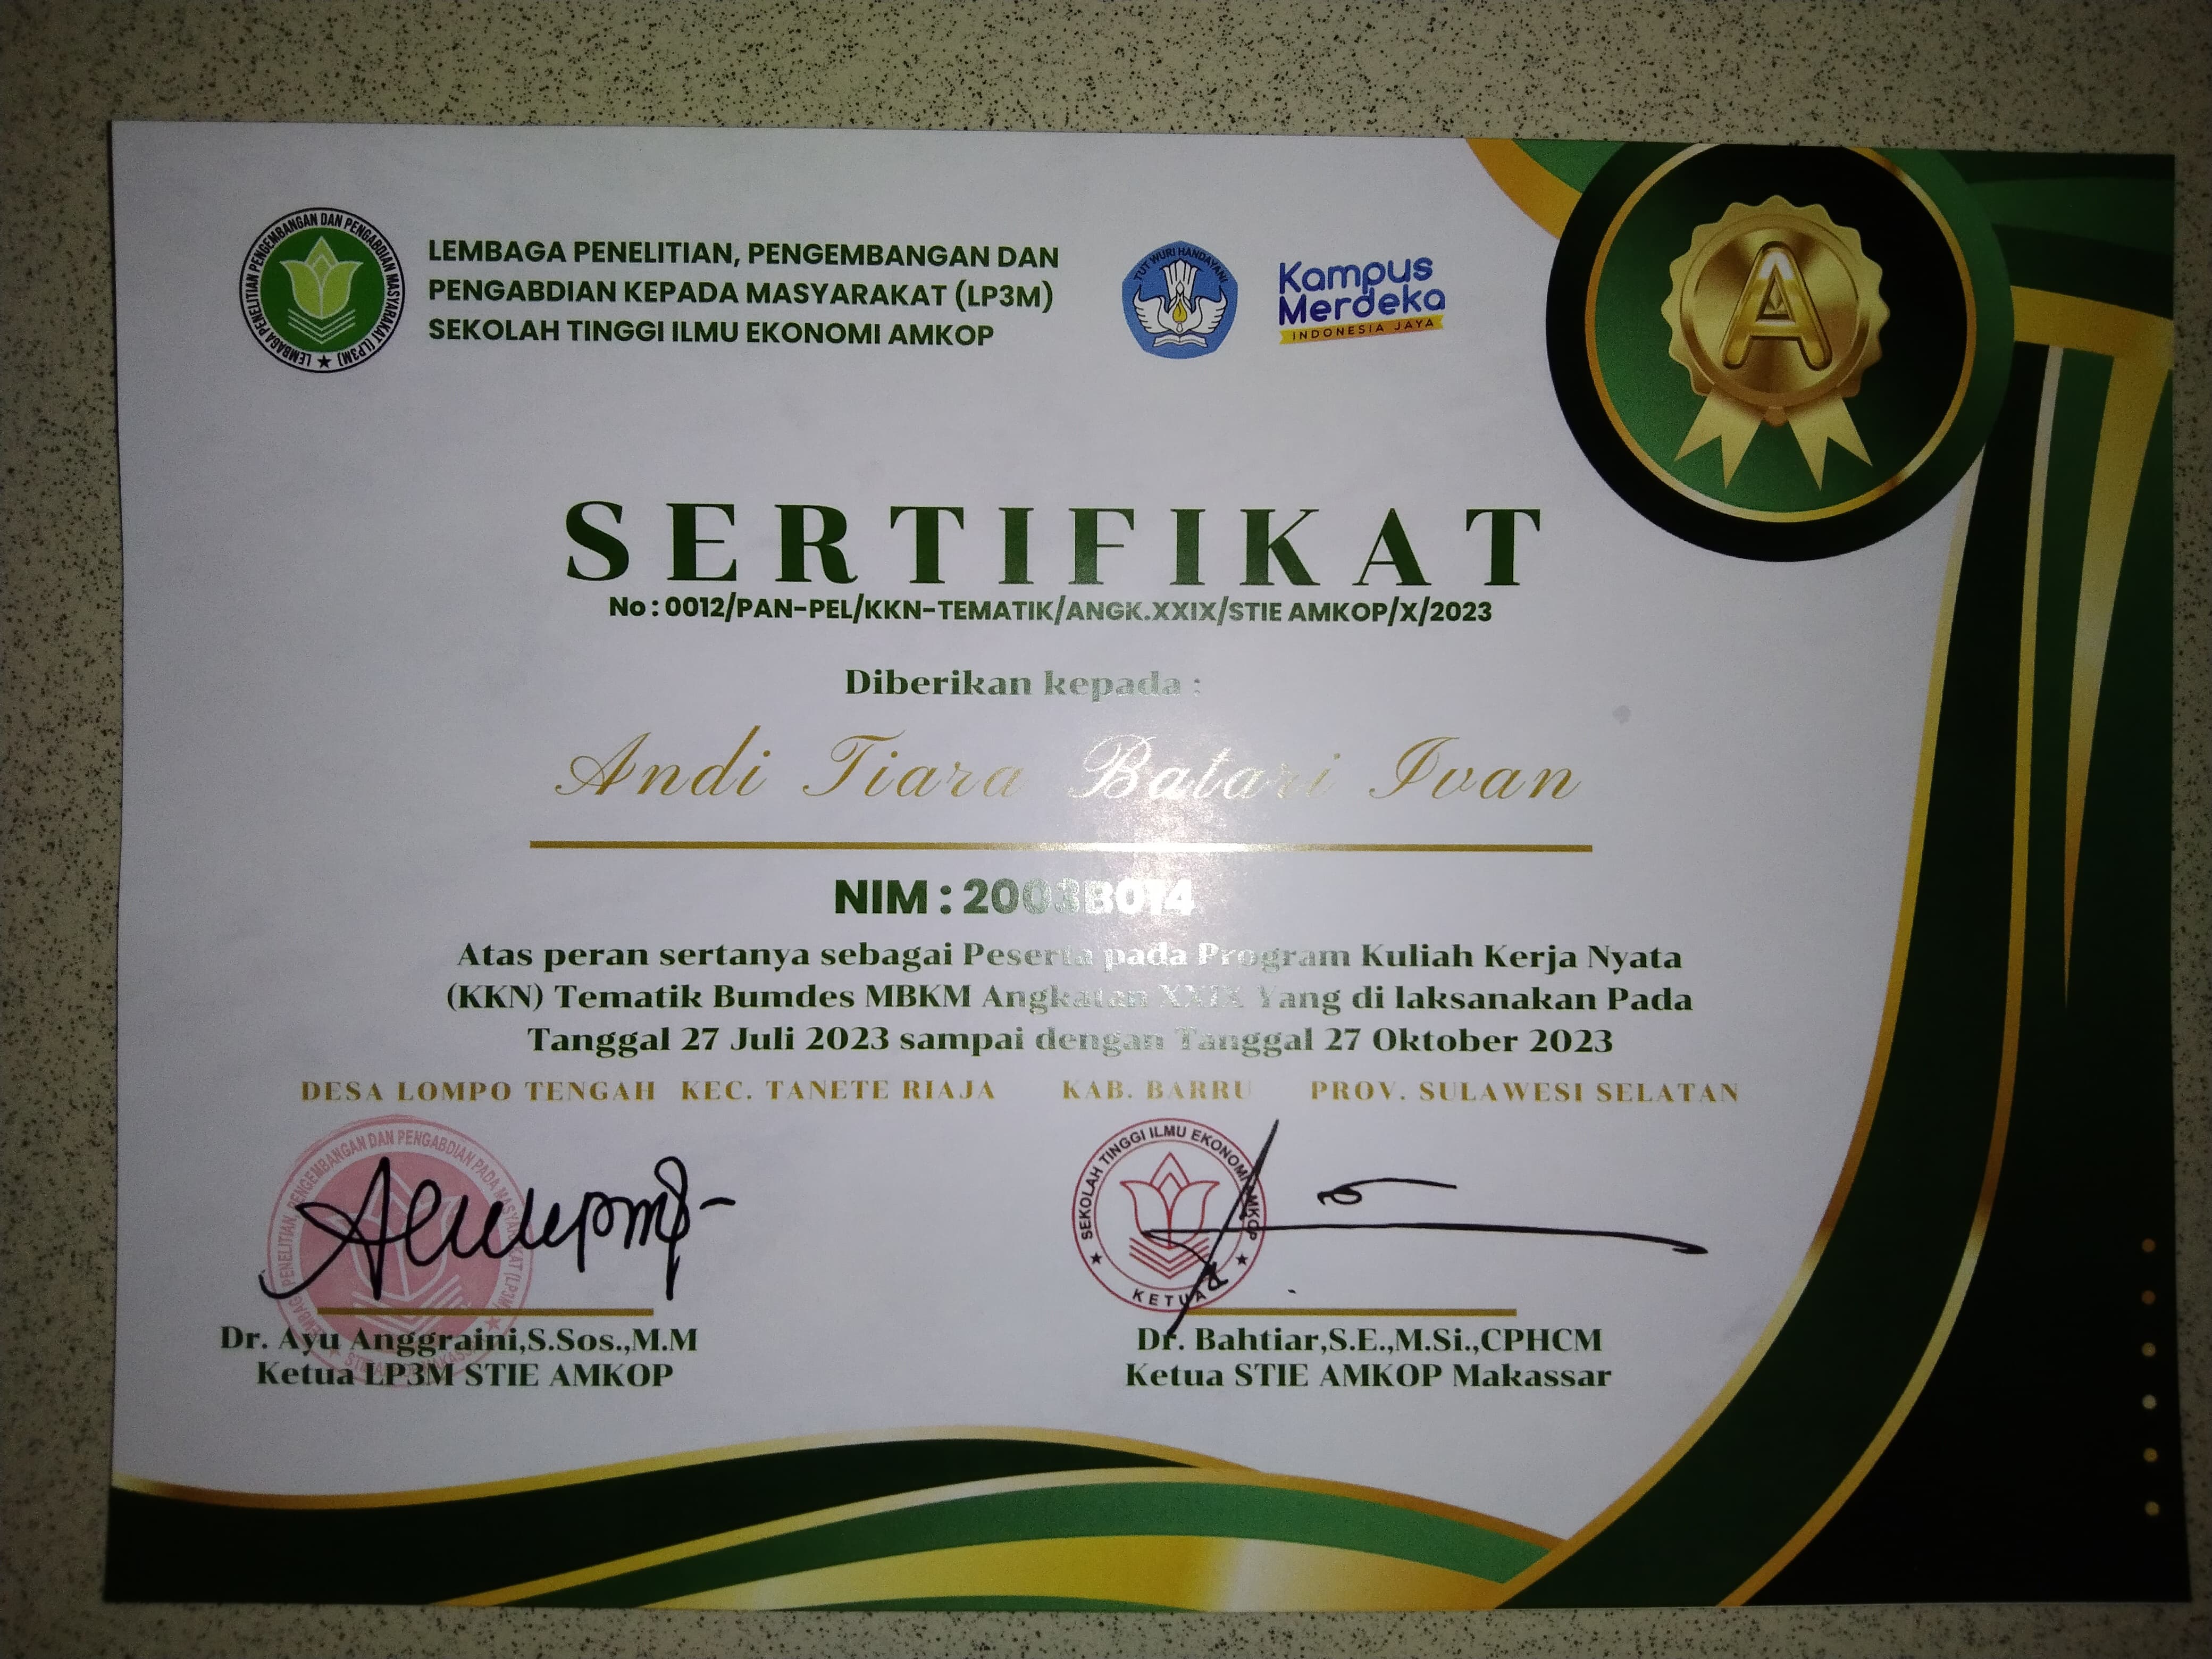 LEMBAGA PENELITIAN PENGEMBANGAN DAN PENGABDIAN MASYARAKAT (LP3M)
LEMBAGA PENELITIAN, PENGEMBANGAN DAN
PENGABDIAN KEPADA MASYARAKAT (LP3M)
SEKOLAH TINGGI ILMU EKONOMI AMKOP
TUT WURI HANDAYANI
Kampus
Merdeka
INDONESIA JAYA
A
SERTIFIKAT
No : 0012/PAN-PEL/KKN-TEMATIK/ANGK.XXIX/STIE AMKOP/X/2023
Diberikan kepada :
Andi Tiara Batari Ivan
NIM : 2003B014
Atas peran sertanya sebagai Peserta pada Program Kuliah Kerja Nyata
(KKN) Tematik Bumdes MBKM Angkatan XXIX Yang di laksanakan Pada
Tanggal 27 Juli 2023 sampai dengan Tanggal 27 Oktober 2023
DESA LOMPO TENGAH KEC. TANETE RIAJA KAB. BARRU PROV. SULAWESI SELATAN
LEMBAGA PENELITIAN, PENGEMBANGAN DAN PENGABDIAN PADA MASYARAKAT (LP3M)
SEKOLAH TINGGI ILMU EKONOMI AMKOP
KETUA
Dr. Ayu Anggraini,S.Sos.,M.M
Ketua LP3M STIE AMKOP
Dr. Bahtiar,S.E.,M.Si.,CPHCM
Ketua STIE AMKOP Makassar